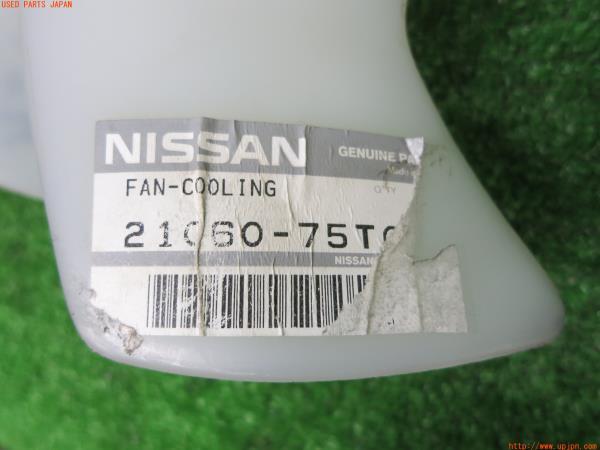 USED PARTS JAPAN
NISSAN
GENUINE
FAN-COOLING
21060-75T
NISSAN
http://www.upjpn.com